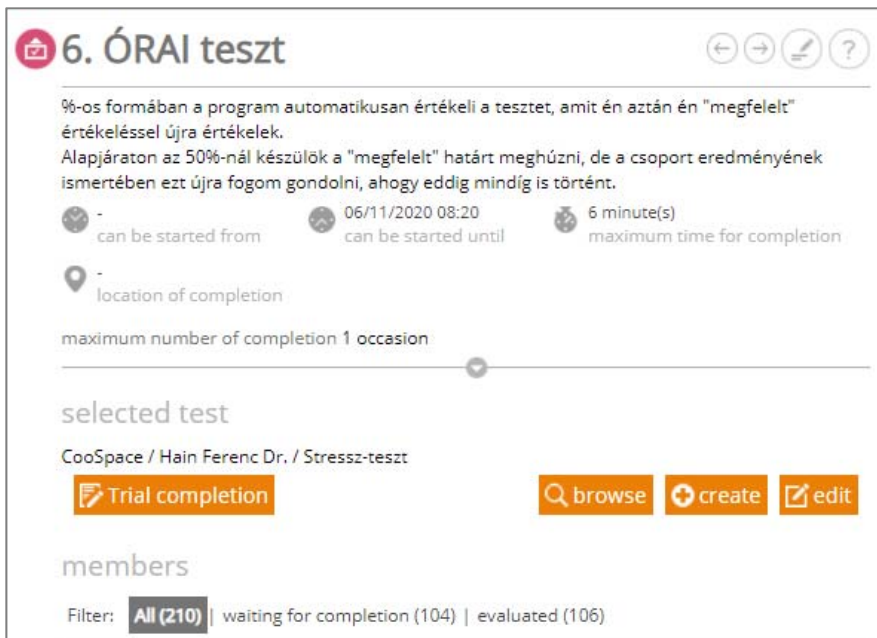 6. ÓRAI teszt
%-os formában a program automatikusan értékeli a tesztet, amit én aztán én "megfelelt"
értékeléssel újra értékelek.
Alapjáraton az 50%-nál készülök a "megfelelt" határt meghúzni, de a csoport eredményének
ismertében ezt újra fogom gondolni, ahogy eddig mindíg is történt.
- 06/11/2020 08:20 6 minute(s)
can be started from can be started until maximum time for completion
-
location of completion
maximum number of completion 1 occasion
selected test
CooSpace / Hain Ferenc Dr. / Stressz-teszt
Trial completion browse create edit
members
Filter: All (210) | waiting for completion (104) | evaluated (106)